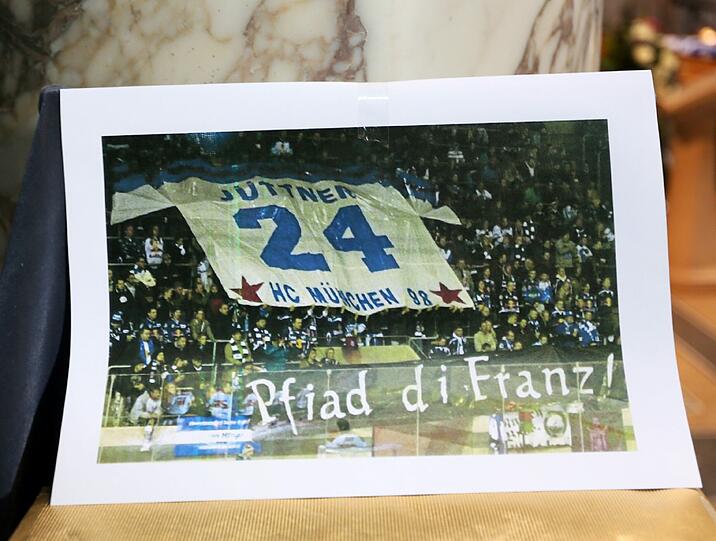 JÜTTNER
24
HC MÜNCHEN 98
Pfiad di Franz!